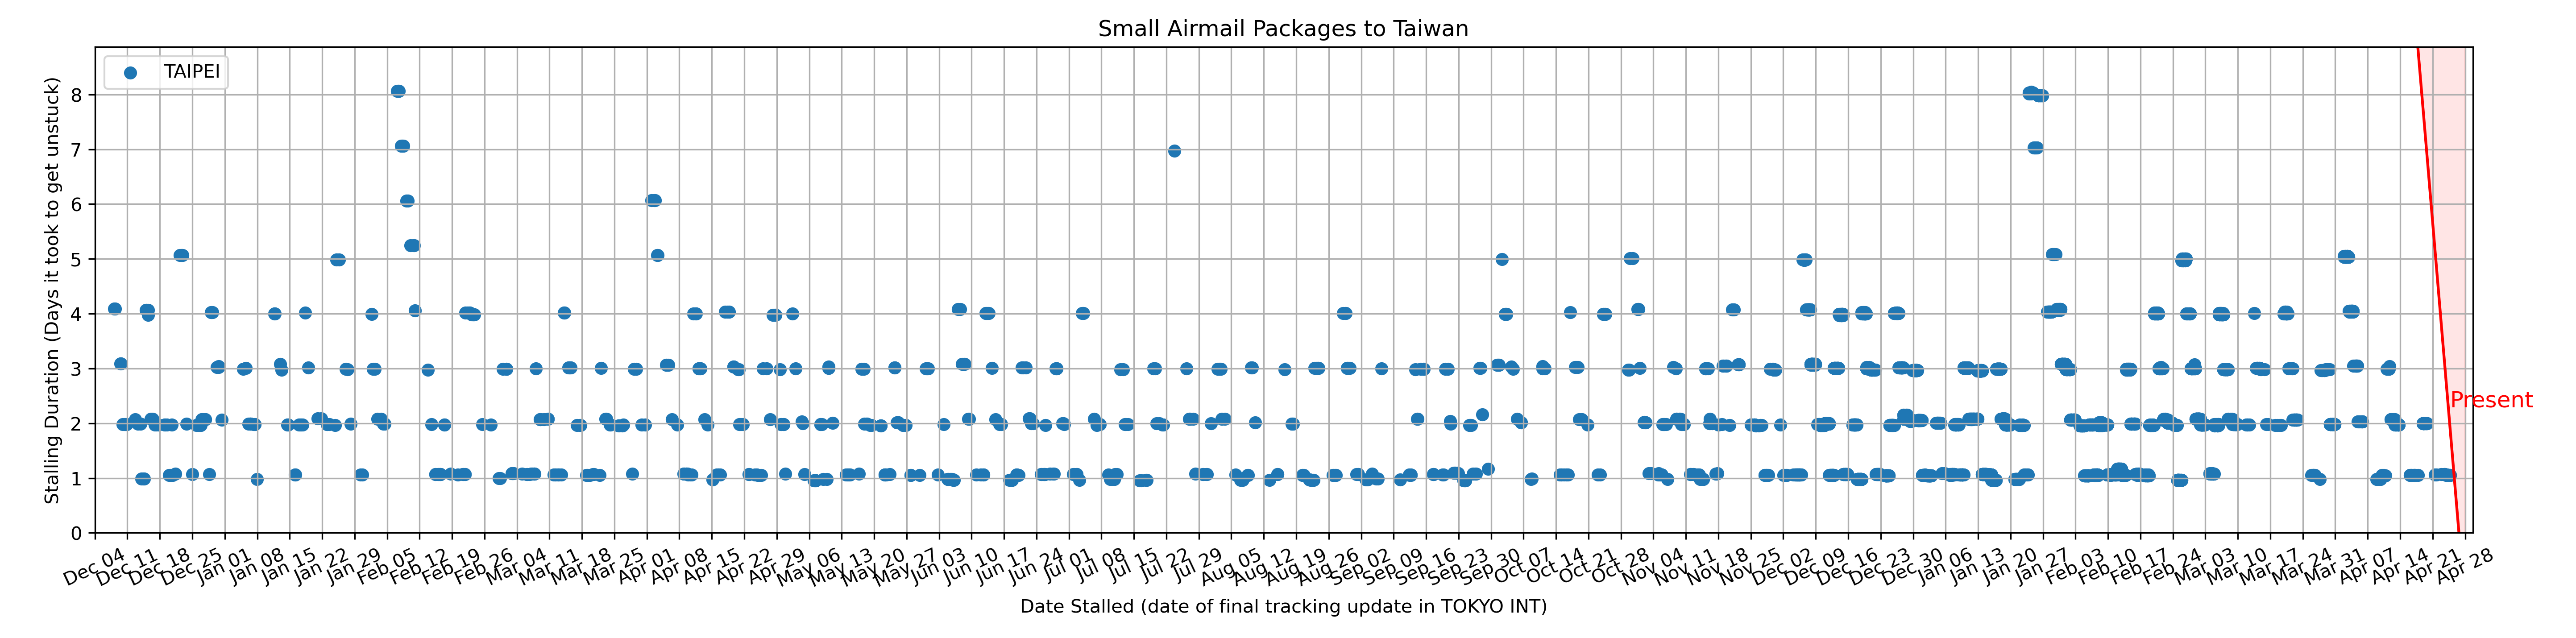 Small Airmail Packages to Taiwan
TAIPEI
Stalling Duration (Days it took to get unstuck)
8
7
6
5
4
3
2
1
0
Present
Dec 04
Dec 11
Dec 18
Dec 25
Jan 01
Jan 08
Jan 15
Jan 22
Jan 29
Feb 05
Feb 12
Feb 19
Feb 26
Mar 04
Mar 11
Mar 18
Mar 25
Apr 01
Apr 08
Apr 15
Apr 22
Apr 29
May 06
May 13
May 20
May 27
Jun 03
Jun 10
Jun 17
Jun 24
Jul 01
Jul 08
Jul 15
Jul 22
Jul 29
Aug 05
Aug 12
Aug 19
Aug 26
Sep 02
Sep 09
Sep 16
Sep 23
Sep 30
Oct 07
Oct 14
Oct 21
Oct 28
Nov 04
Nov 11
Nov 18
Nov 25
Dec 02
Dec 09
Dec 16
Dec 23
Dec 30
Jan 06
Jan 13
Jan 20
Jan 27
Feb 03
Feb 10
Feb 17
Feb 24
Mar 03
Mar 10
Mar 17
Mar 24
Mar 31
Apr 07
Apr 14
Apr 21
Apr 28
Date Stalled (date of final tracking update in TOKYO INT)